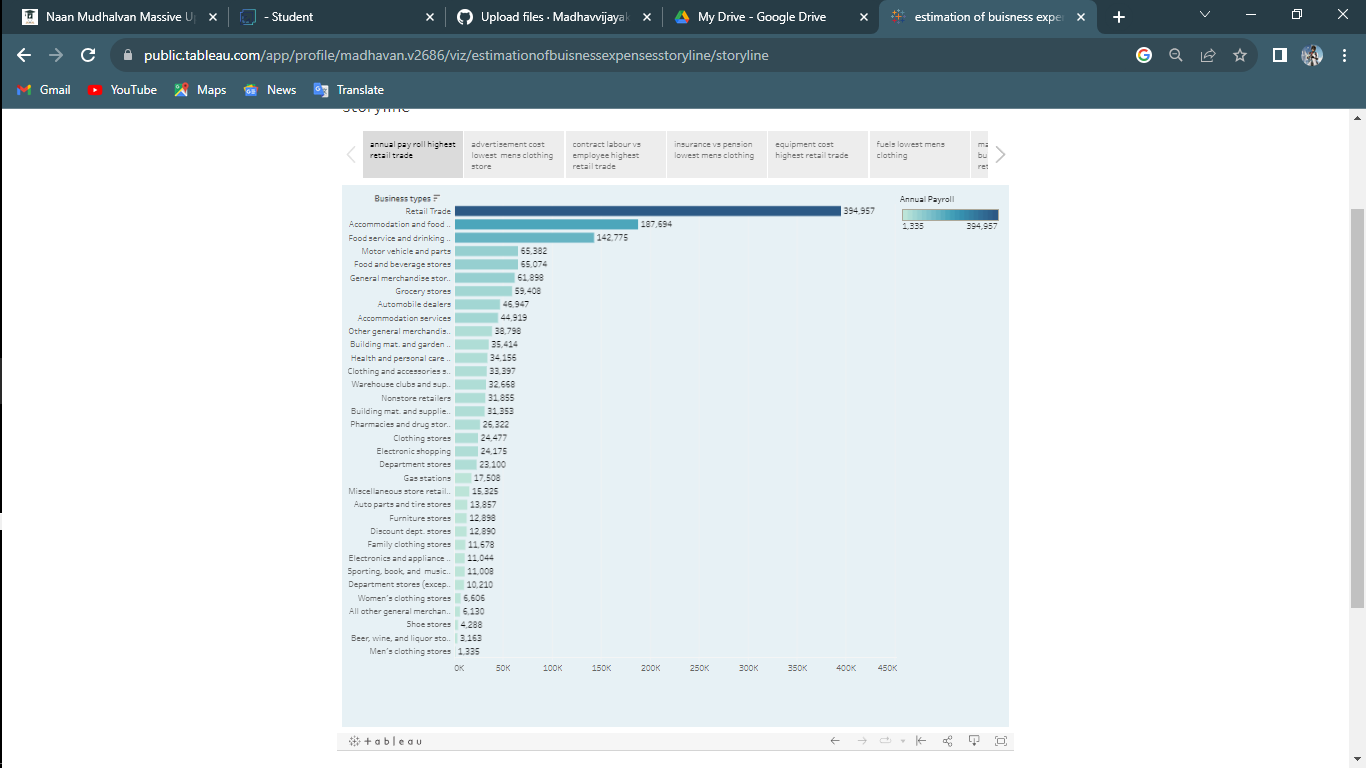 Naan Mudhalvan Massive U
- Student
Upload files · Madhavvijayak
My Drive - Google Drive
estimation of buisness expe
public.tableau.com/app/profile/madhavan.v2686/viz/estimationofbuisnessexpensesstoryline/storyline
Gmail
YouTube
Maps
News
Translate
storyline
annual pay roll highest
retail trade
advertisement cost
lowest mens clothing
store
contract labour vs
employee highest
retail trade
insurance vs pension
lowest mens clothing
equipment cost
highest retail trade
fuels lowest mens
clothing
ma
bu
ret
Business types
Annual Payroll
1,335 394,957
Retail Trade 394,957
Accommodation and food .. 187,694
Food service and drinking .. 142,775
Motor vehicle and parts 65,382
Food and beverage stores 65,074
General merchandise stor.. 61,898
Grocery stores 59,408
Automobile dealers 46,947
Accommodation services 44,919
Other general merchandis.. 38,798
Building mat. and garden .. 35,414
Health and personal care .. 34,156
Clothing and accessories s.. 33,397
Warehouse clubs and sup.. 32,668
Nonstore retailers 31,855
Building mat. and supplie.. 31,353
Pharmacies and drug stor.. 26,322
Clothing stores 24,477
Electronic shopping 24,175
Department stores 23,100
Gas stations 17,508
Miscellaneous store retail.. 15,325
Auto parts and tire stores 13,857
Furniture stores 12,898
Discount dept. stores 12,890
Family clothing stores 11,678
Electronics and appliance .. 11,044
Sporting, book, and music.. 11,008
Department stores (excep.. 10,210
Women's clothing stores 6,606
All other general merchan.. 6,130
Shoe stores 4,288
Beer, wine, and liquor sto.. 3,163
Men's clothing stores 1,335
0K 50K 100K 150K 200K 250K 300K 350K 400K 450K
+ableau